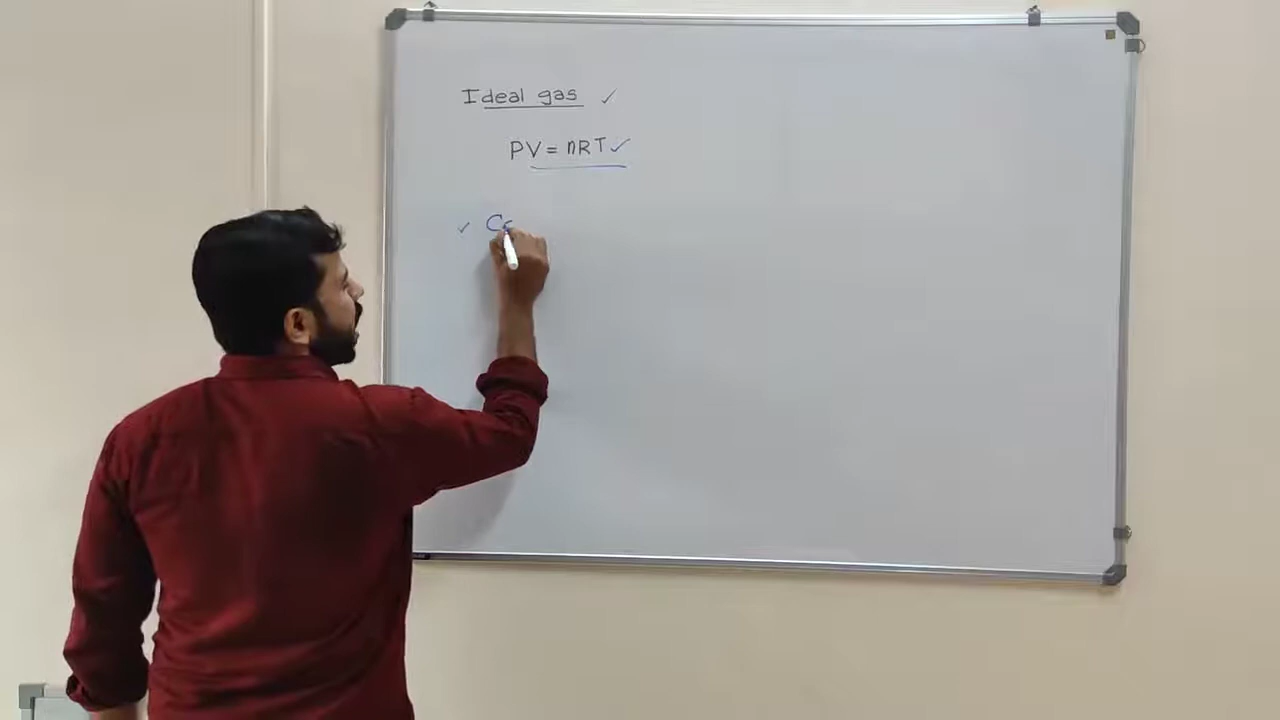 Ideal gas ✓
PV = nRT ✓
✓